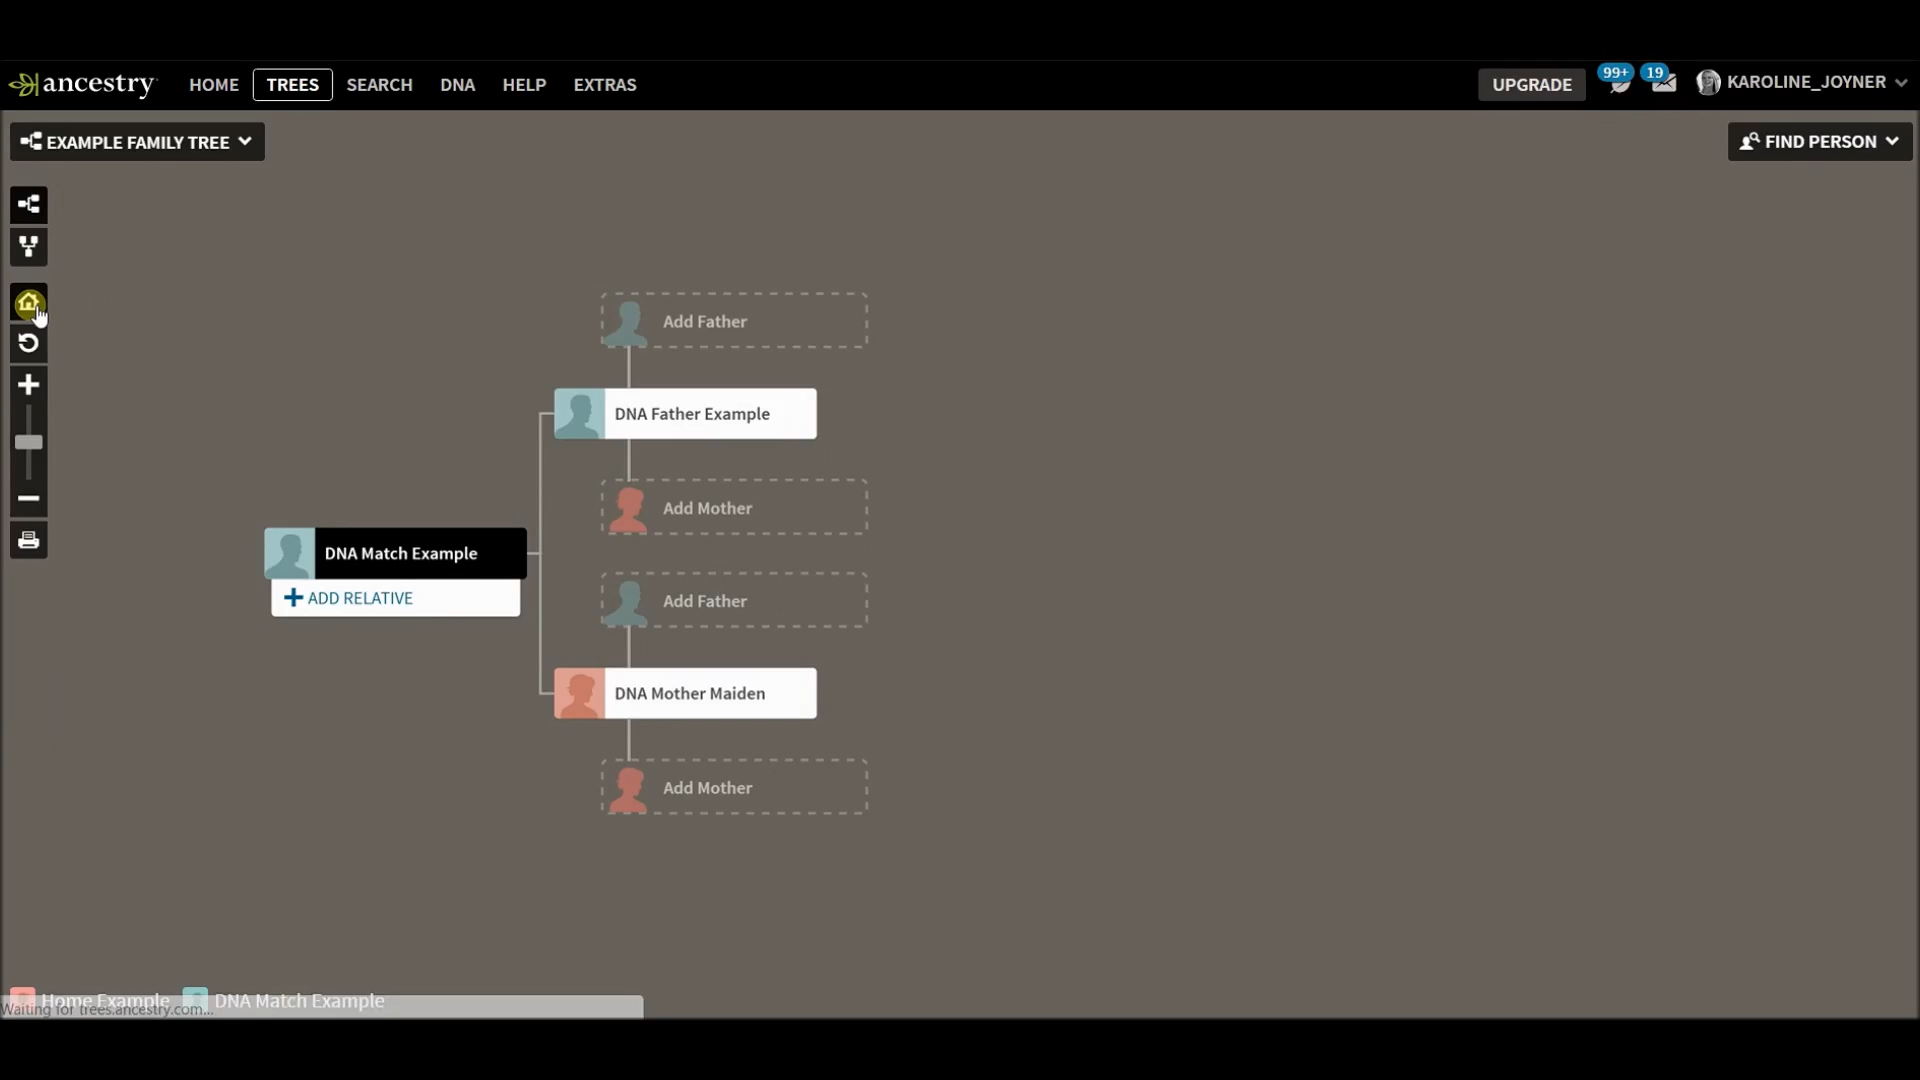 ancestry HOME TREES SEARCH DNA HELP EXTRAS UPGRADE 99+ 19 KAROLINE_JOYNER
EXAMPLE FAMILY TREE FIND PERSON
Add Father
DNA Father Example
Add Mother
DNA Match Example
+ ADD RELATIVE
Add Father
DNA Mother Maiden
Add Mother
Home Example DNA Match Example
Waiting for trees.ancestry.com...